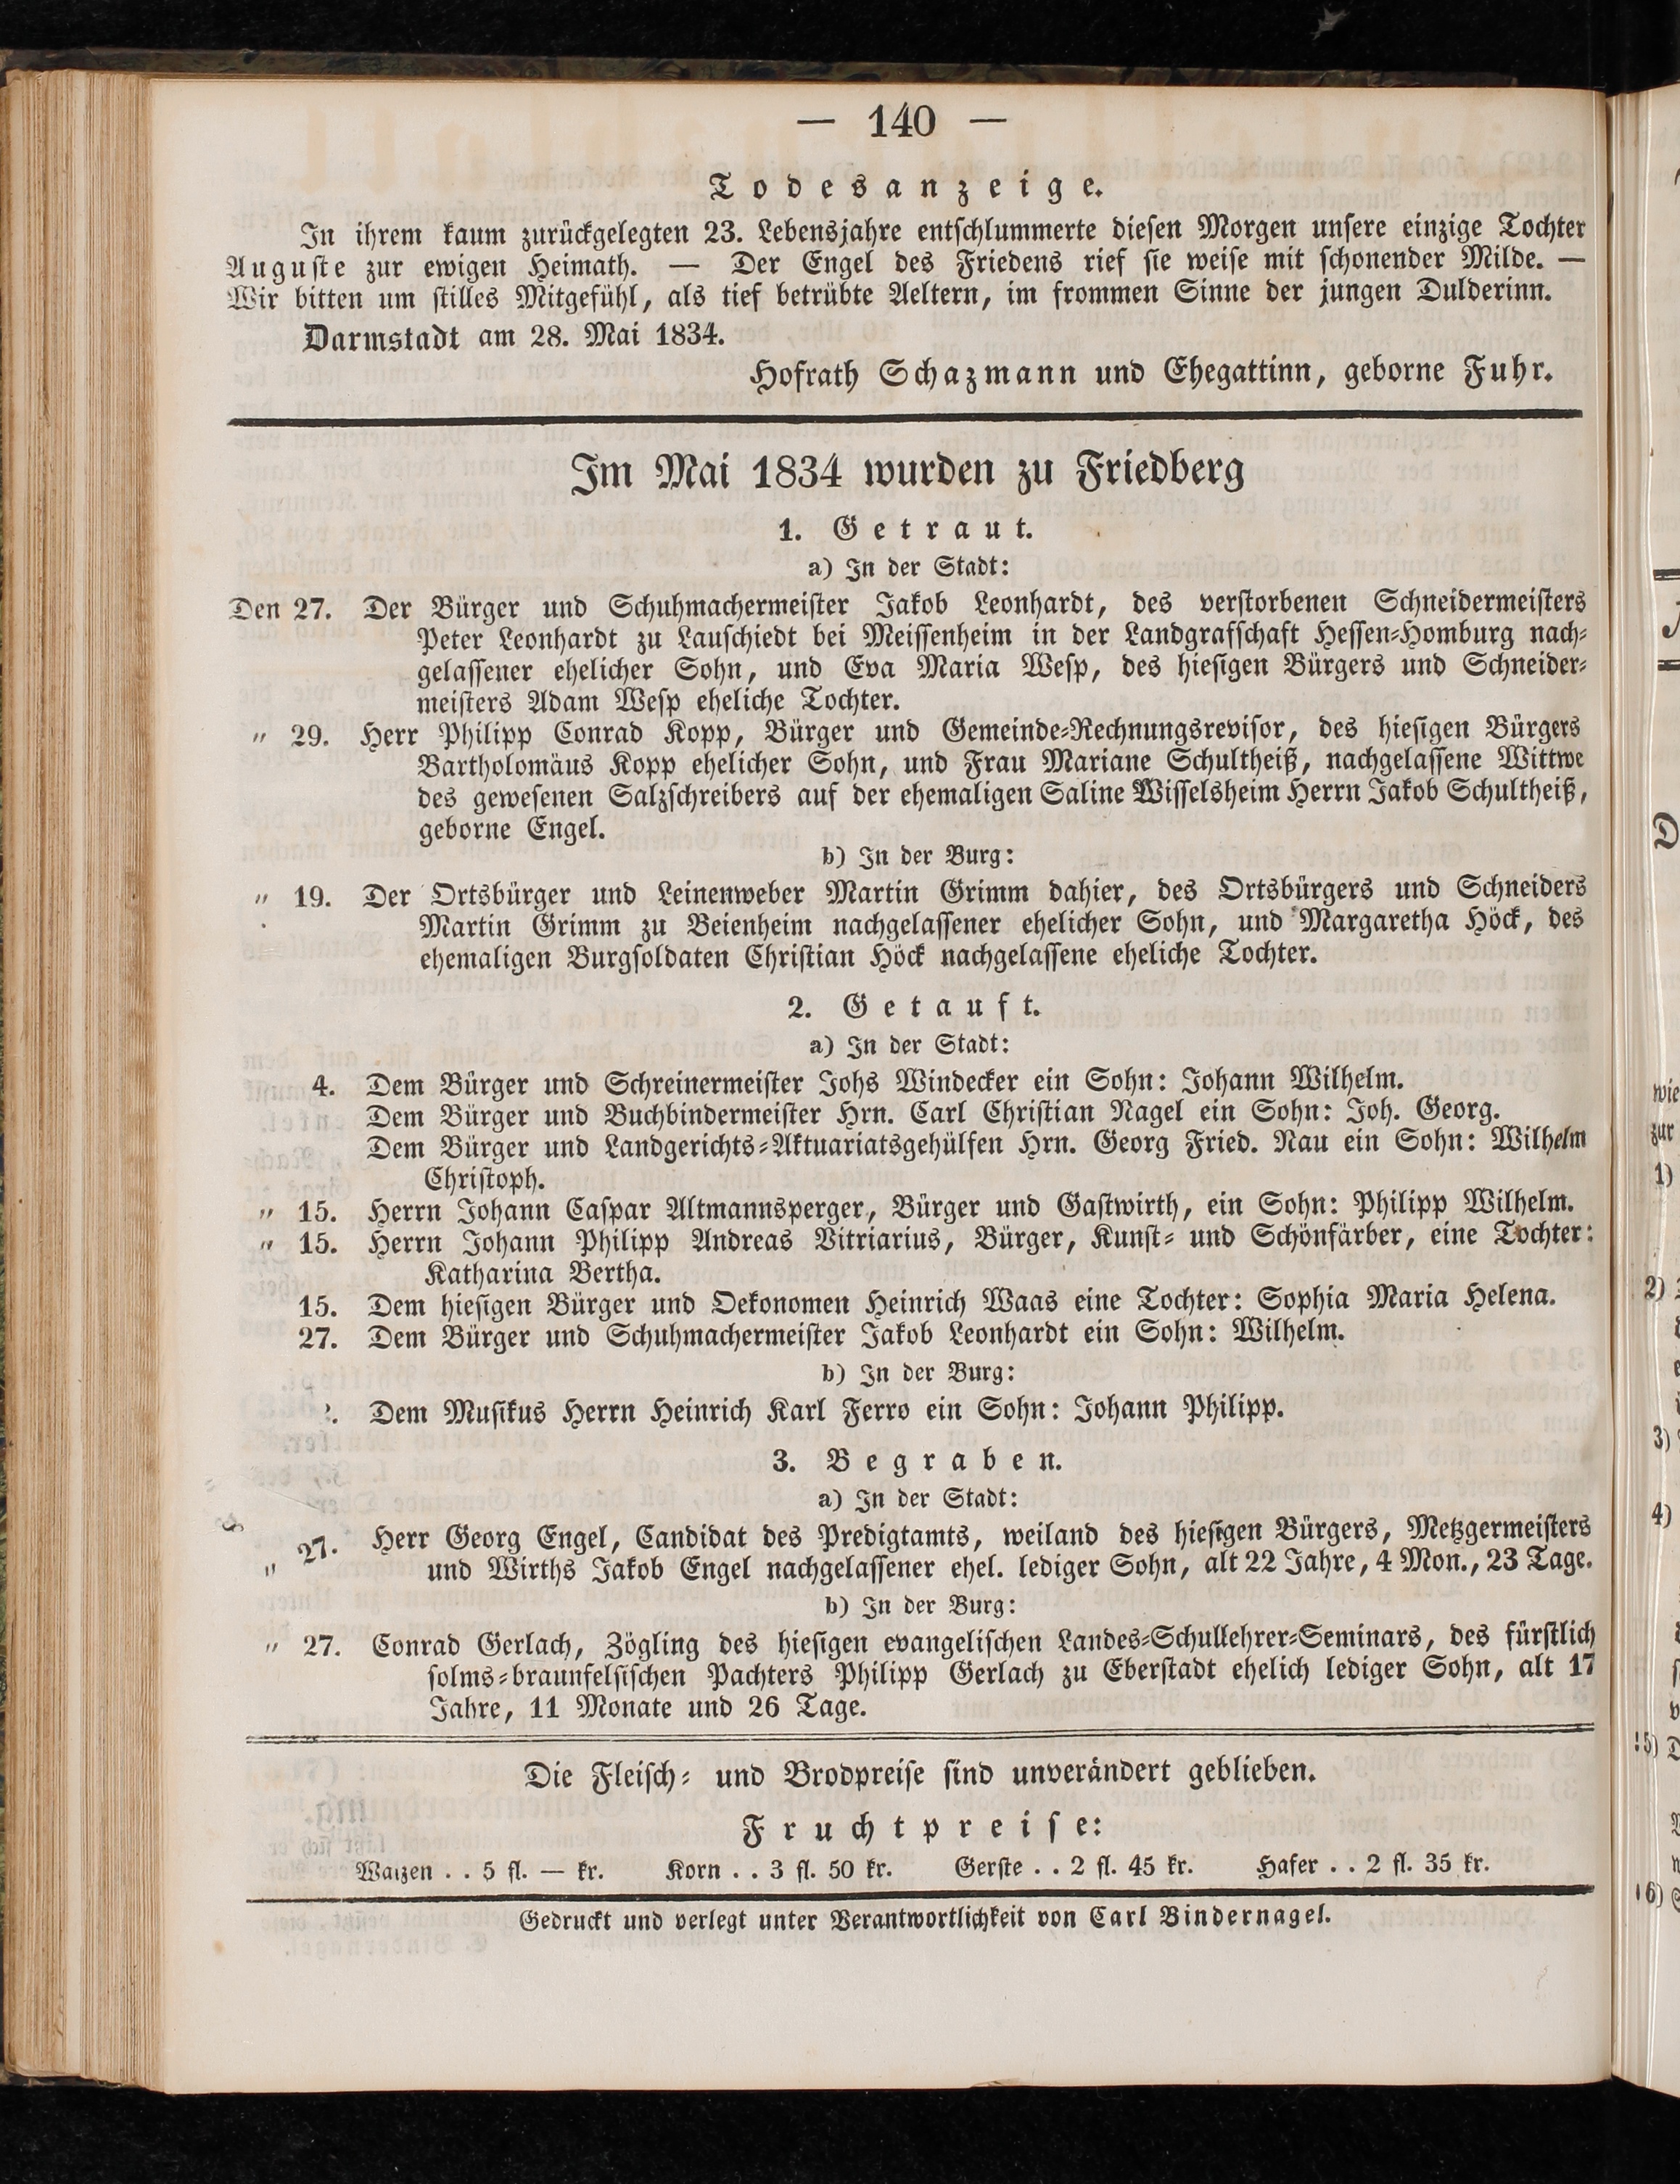 — 140 —
Todesanzeige.
In ihrem kaum zurückgelegten 23. Lebensjahre entschlummerte diesen Morgen unsere einzige Tochter
Auguste zur ewigen Heimath. — Der Engel des Friedens rief sie weise mit schonender Milde. —
Wir bitten um stilles Mitgefühl, als tief betrübte Aeltern, im frommen Sinne der jungen Dulderinn.
Darmstadt am 28. Mai 1834.
Hofrath Schazmann und Ehegattinn, geborne Fuhr.
Im Mai 1834 wurden zu Friedberg
1. Getraut.
a) In der Stadt:
Den 27. Der Bürger und Schuhmachermeister Jakob Leonhardt, des verstorbenen Schneidermeisters
Peter Leonhardt zu Lauschiedt bei Meissenheim in der Landgrafschaft Hessen-Homburg nach-
gelassener ehelicher Sohn, und Eva Maria Wesp, des hiesigen Bürgers und Schneider-
meisters Adam Wesp eheliche Tochter.
„ 29. Herr Philipp Conrad Kopp, Bürger und Gemeinde-Rechnungsrevisor, des hiesigen Bürgers
Bartholomäus Kopp ehelicher Sohn, und Frau Mariane Schultheiß, nachgelassene Wittwe
des gewesenen Salzschreibers auf der ehemaligen Saline Wisselsheim Herrn Jakob Schultheiß,
geborne Engel.
b) In der Burg:
„ 19. Der Ortsbürger und Leinenweber Martin Grimm dahier, des Ortsbürgers und Schneiders
Martin Grimm zu Beienheim nachgelassener ehelicher Sohn, und Margaretha Höck, des
ehemaligen Burgsoldaten Christian Höck nachgelassene eheliche Tochter.
2. Getauft.
a) In der Stadt:
4. Dem Bürger und Schreinermeister Johs Windecker ein Sohn: Johann Wilhelm.
Dem Bürger und Buchbindermeister Hrn. Carl Christian Nagel ein Sohn: Joh. Georg.
Dem Bürger und Landgerichts-Aktuariatsgehülfen Hrn. Georg Fried. Nau ein Sohn: Wilhelm
Christoph.
„ 15. Herrn Johann Caspar Altmannsperger, Bürger und Gastwirth, ein Sohn: Philipp Wilhelm.
„ 15. Herrn Johann Philipp Andreas Vitriarius, Bürger, Kunst- und Schönfärber, eine Tochter:
Katharina Bertha.
15. Dem hiesigen Bürger und Oekonomen Heinrich Waas eine Tochter: Sophia Maria Helena.
27. Dem Bürger und Schuhmachermeister Jakob Leonhardt ein Sohn: Wilhelm.
b) In der Burg:
Dem Musikus Herrn Heinrich Karl Ferro ein Sohn: Johann Philipp.
3. Begraben.
a) In der Stadt:
„ 27. Herr Georg Engel, Candidat des Predigtamts, weiland des hiesigen Bürgers, Metzgermeisters
und Wirths Jakob Engel nachgelassener ehel. lediger Sohn, alt 22 Jahre, 4 Mon., 23 Tage.
b) In der Burg:
„ 27. Conrad Gerlach, Zögling des hiesigen evangelischen Landes-Schullehrer-Seminars, des fürstlich
solms-braunfelsischen Pachters Philipp Gerlach zu Eberstadt ehelich lediger Sohn, alt 17
Jahre, 11 Monate und 26 Tage.
Die Fleisch- und Brodpreise sind unverändert geblieben.
Fruchtpreise:
Waizen . . 5 fl. — kr. Korn . . 3 fl. 50 kr. Gerste . . 2 fl. 45 kr. Hafer . . 2 fl. 35 kr.
Gedruckt und verlegt unter Verantwortlichkeit von Carl Bindernagel.